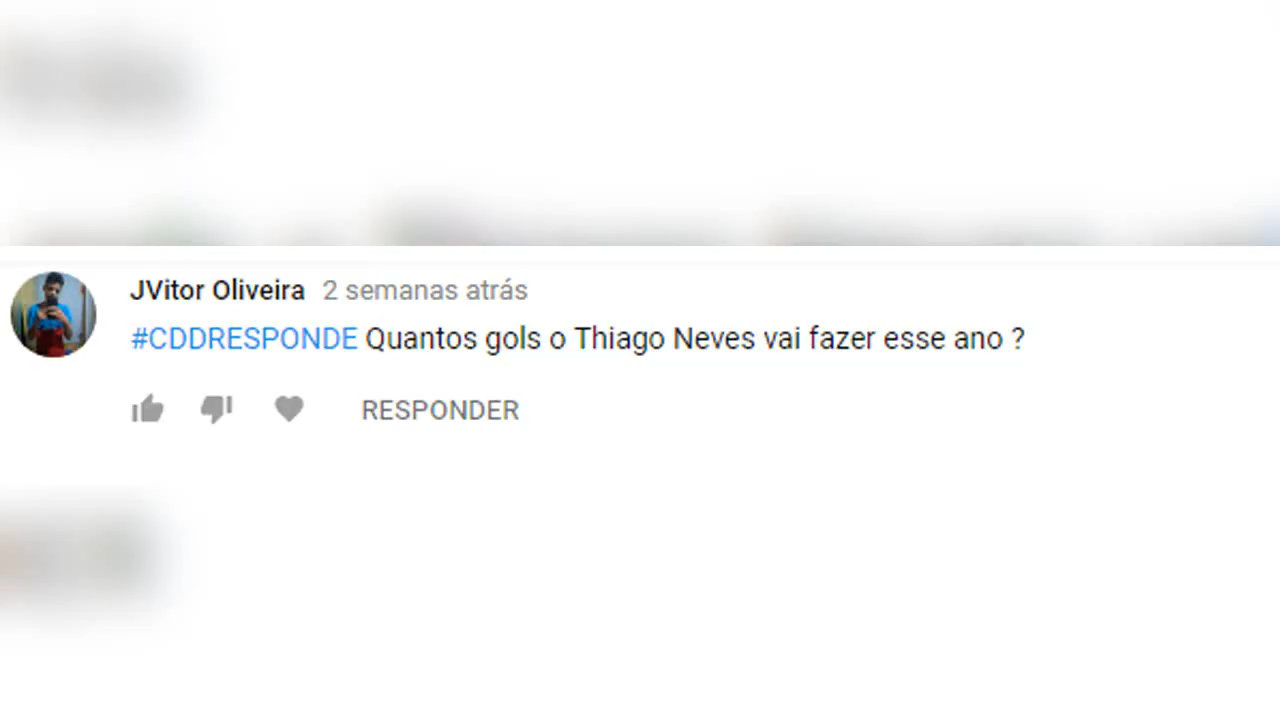 JVitor Oliveira 2 semanas atrás
#CDDRESPONDE Quantos gols o Thiago Neves vai fazer esse ano ?
RESPONDER